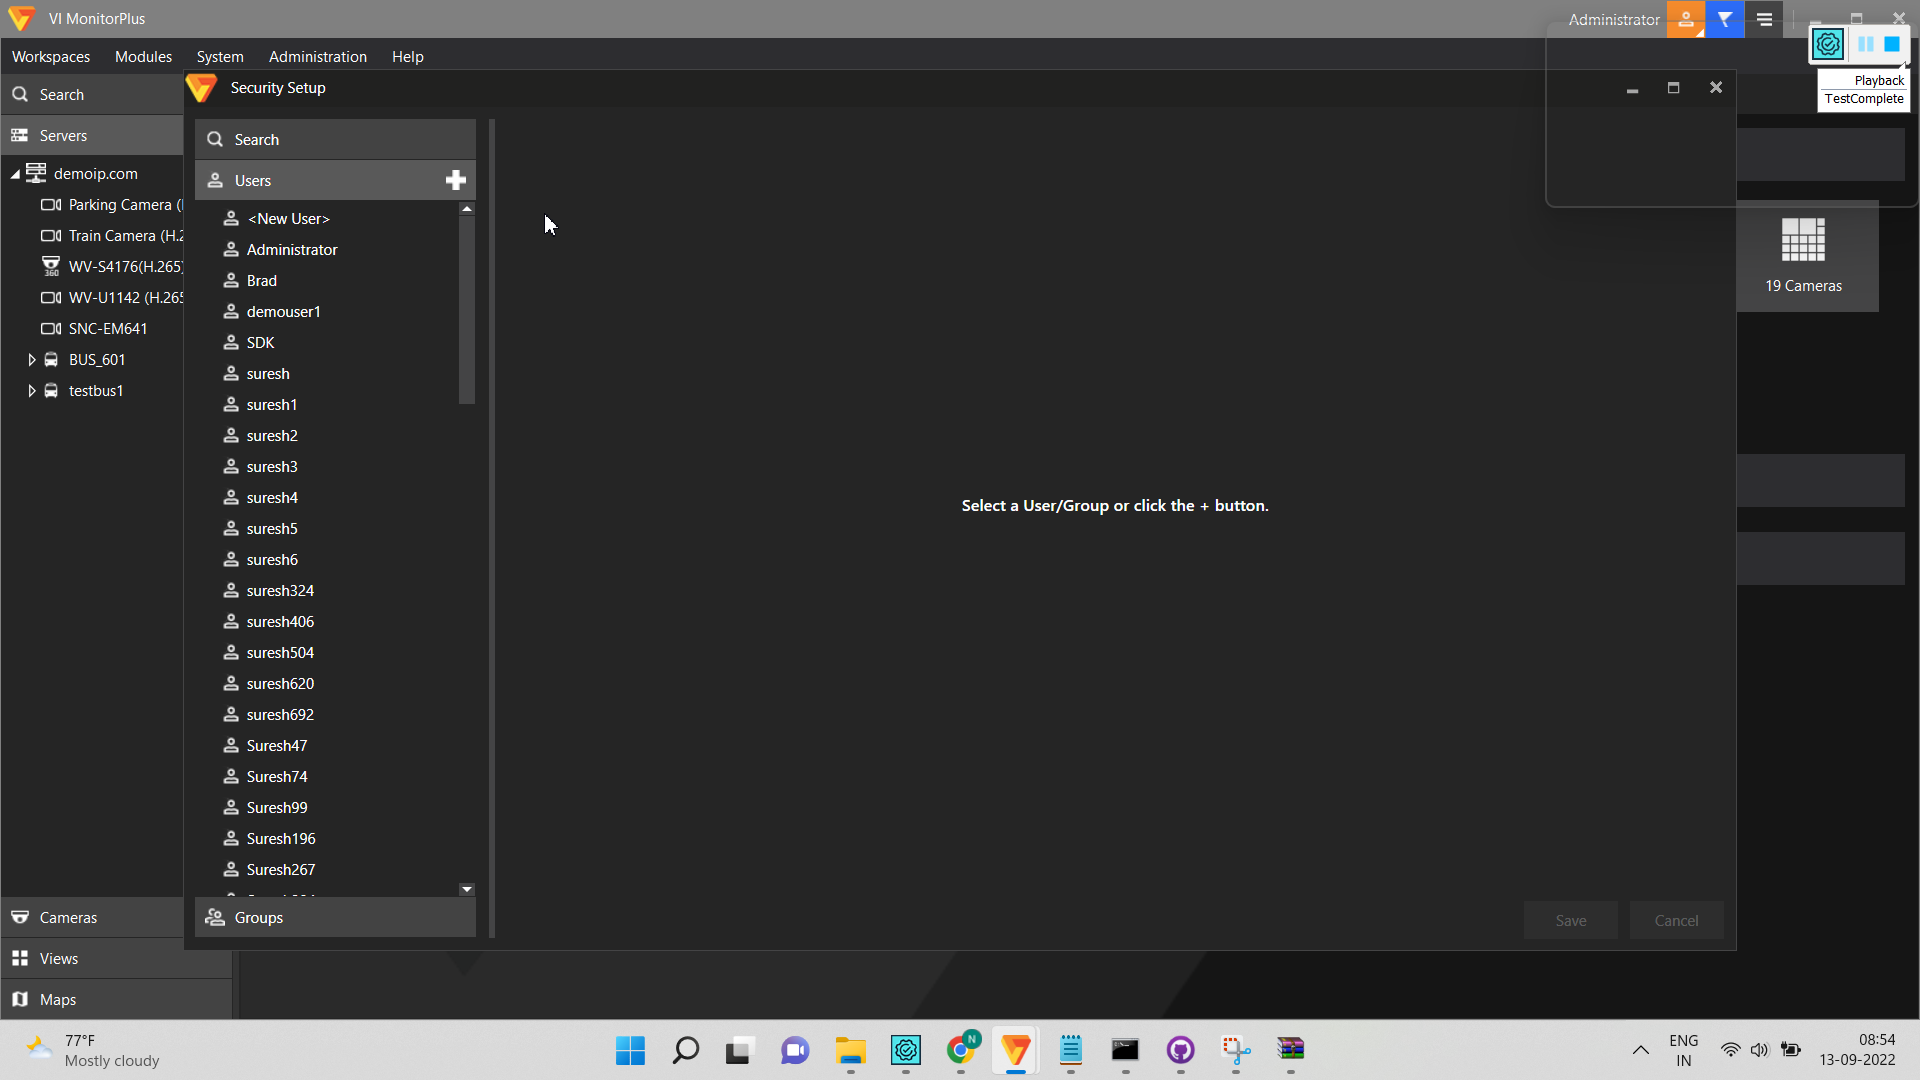 VI MonitorPlus
Administrator
Workspaces Modules System Administration Help
Playback
TestComplete
Search
Servers
demoip.com
Parking Camera (
Train Camera (H.2
WV-S4176(H.265)
WV-U1142 (H.265
SNC-EM641
BUS_601
testbus1
Cameras
Views
Maps
Security Setup
Search
Users
<New User>
Administrator
Brad
demouser1
SDK
suresh
suresh1
suresh2
suresh3
suresh4
suresh5
suresh6
suresh324
suresh406
suresh504
suresh620
suresh692
Suresh47
Suresh74
Suresh99
Suresh196
Suresh267
Groups
Select a User/Group or click the + button.
Save Cancel
19 Cameras
77°F
Mostly cloudy
N
ENG
IN
08:54
13-09-2022